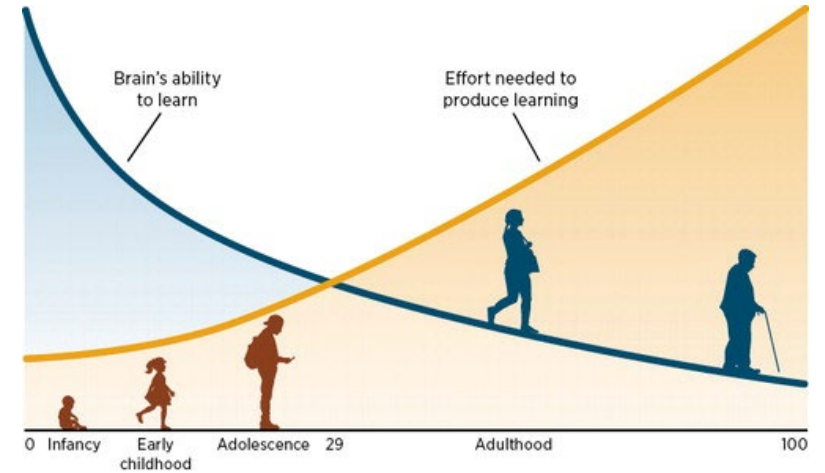 Brain's ability
to learn
Effort needed to
produce learning
0 Infancy Early Adolescence 29 Adulthood 100
childhood